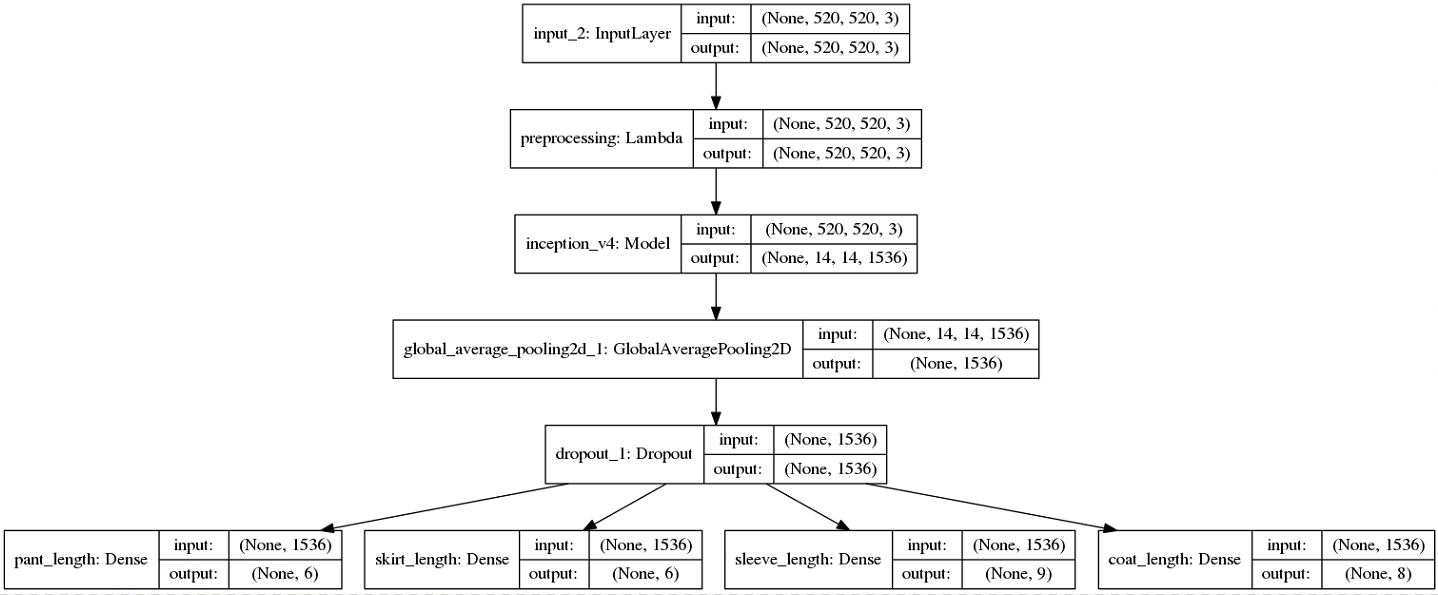 input_2: InputLayer
input: (None, 520, 520, 3)
output: (None, 520, 520, 3)
preprocessing: Lambda
input: (None, 520, 520, 3)
output: (None, 520, 520, 3)
inception_v4: Model
input: (None, 520, 520, 3)
output: (None, 14, 14, 1536)
global_average_pooling2d_1: GlobalAveragePooling2D
input: (None, 14, 14, 1536)
output: (None, 1536)
dropout_1: Dropout
input: (None, 1536)
output: (None, 1536)
pant_length: Dense
input: (None, 1536)
output: (None, 6)
skirt_length: Dense
input: (None, 1536)
output: (None, 6)
sleeve_length: Dense
input: (None, 1536)
output: (None, 9)
coat_length: Dense
input: (None, 1536)
output: (None, 8)